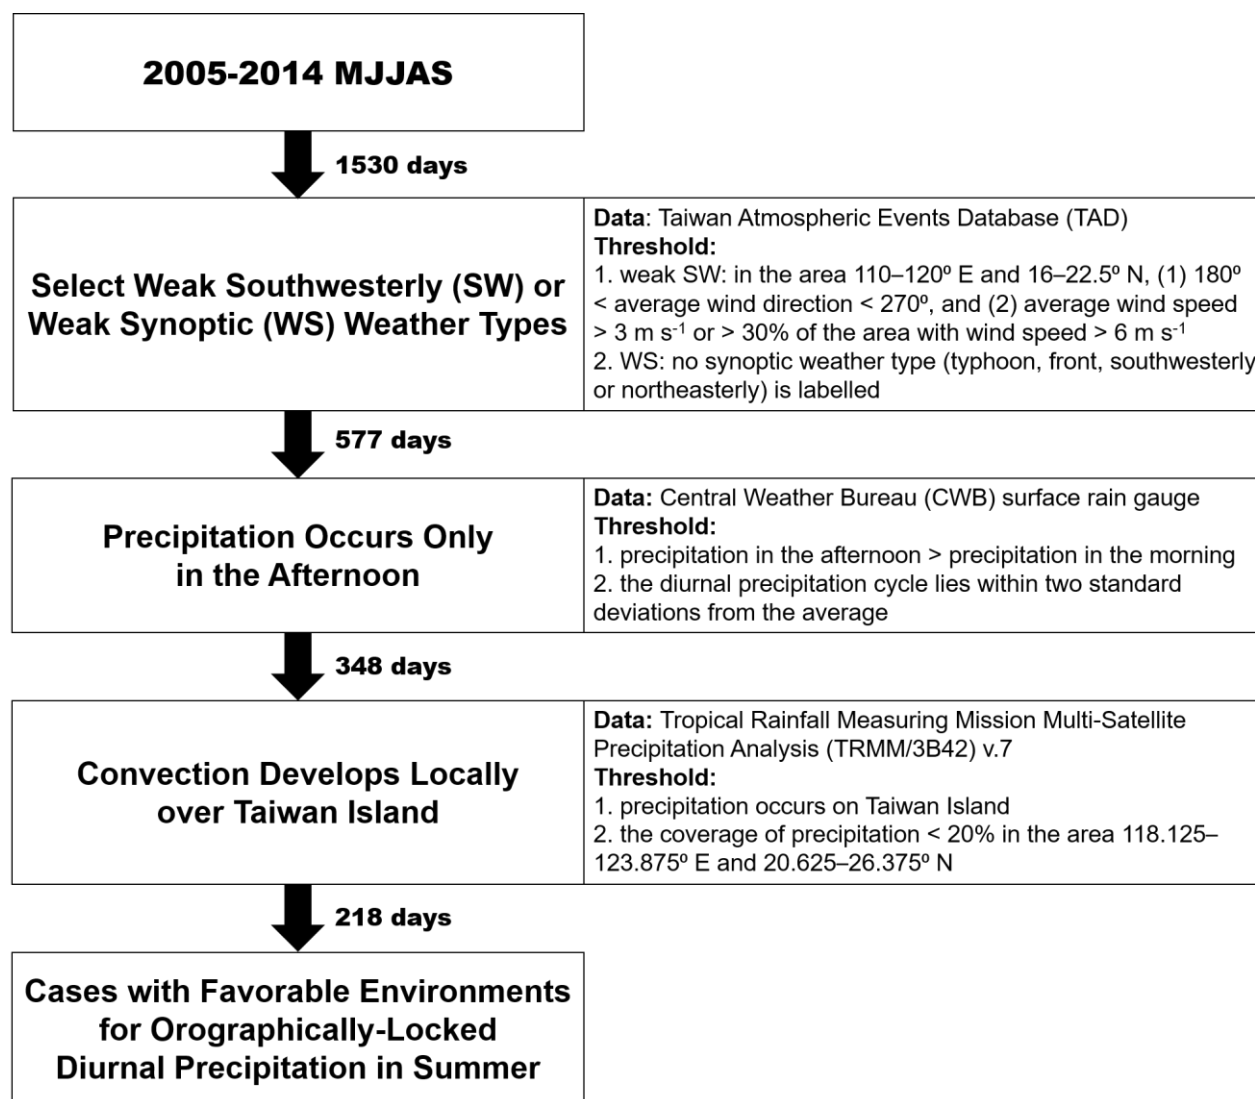 2005-2014 MJJAS
1530 days
Select Weak Southwesterly (SW) or
Weak Synoptic (WS) Weather Types
Data: Taiwan Atmospheric Events Database (TAD)
Threshold:
1. weak SW: in the area 110–120º E and 16–22.5º N, (1) 180º
< average wind direction < 270º, and (2) average wind speed
> 3 m s⁻¹ or > 30% of the area with wind speed > 6 m s⁻¹
2. WS: no synoptic weather type (typhoon, front, southwesterly
or northeasterly) is labelled
577 days
Precipitation Occurs Only
in the Afternoon
Data: Central Weather Bureau (CWB) surface rain gauge
Threshold:
1. precipitation in the afternoon > precipitation in the morning
2. the diurnal precipitation cycle lies within two standard
deviations from the average
348 days
Convection Develops Locally
over Taiwan Island
Data: Tropical Rainfall Measuring Mission Multi-Satellite
Precipitation Analysis (TRMM/3B42) v.7
Threshold:
1. precipitation occurs on Taiwan Island
2. the coverage of precipitation < 20% in the area 118.125–
123.875º E and 20.625–26.375º N
218 days
Cases with Favorable Environments
for Orographically-Locked
Diurnal Precipitation in Summer